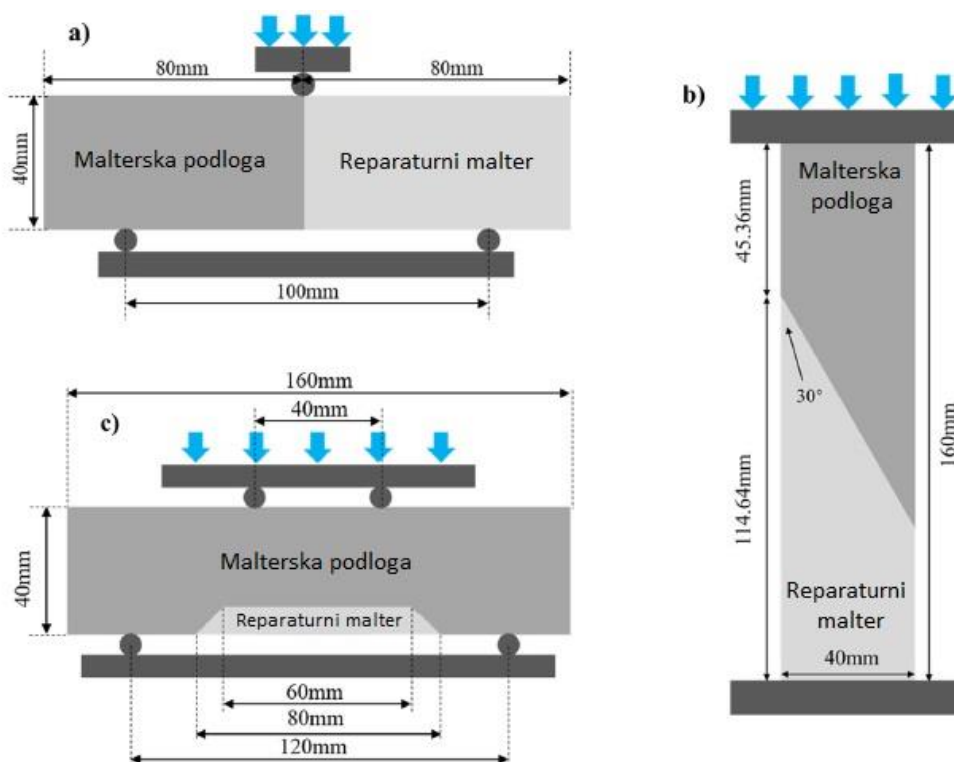 a)
80mm
80mm
40mm
Malterska podloga
Reparaturni malter
100mm
b)
Malterska
podloga
45.36mm
30°
114.64mm
160mm
Reparaturni
malter
40mm
160mm
c)
40mm
40mm
Malterska podloga
Reparaturni malter
60mm
80mm
120mm